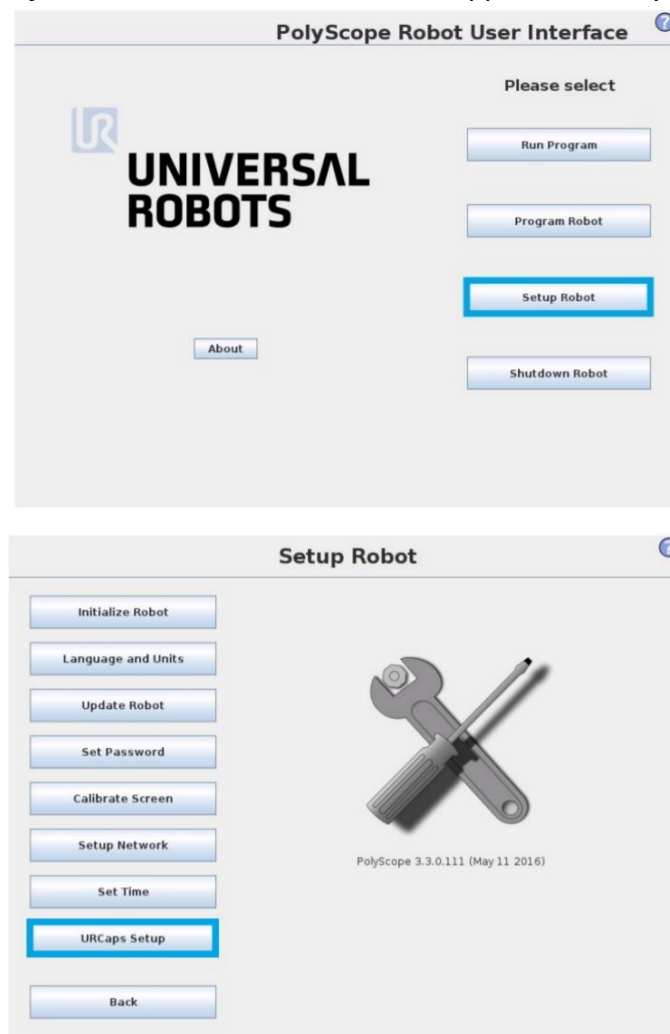 PolyScope Robot User Interface
?
Please select
UR
UNIVERSAL
ROBOTS
Run Program
Program Robot
Setup Robot
About
Shutdown Robot
Setup Robot
?
Initialize Robot
Language and Units
Update Robot
Set Password
Calibrate Screen
Setup Network
PolyScope 3.3.0.111 (May 11 2016)
Set Time
URCaps Setup
Back